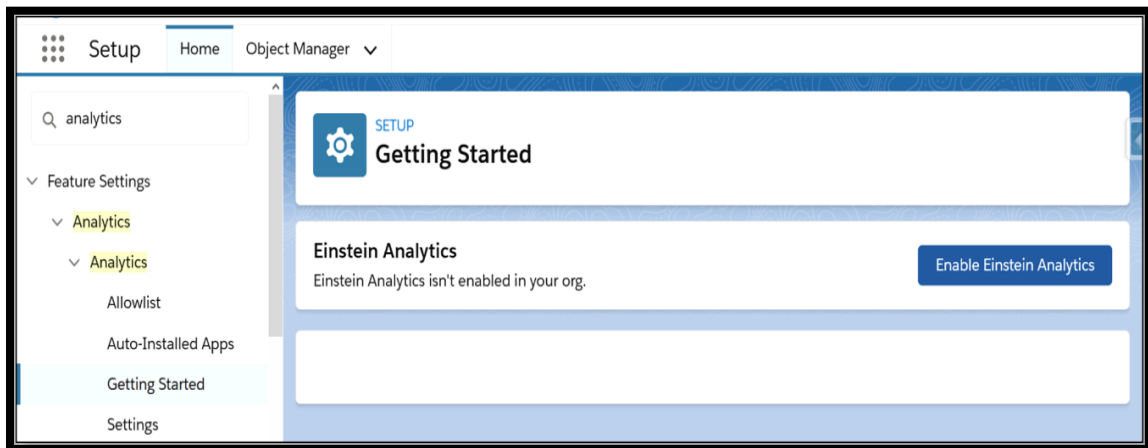 Setup Home Object Manager
analytics
Feature Settings
Analytics
Analytics
Allowlist
Auto-Installed Apps
Getting Started
Settings
SETUP
Getting Started
Einstein Analytics
Einstein Analytics isn't enabled in your org.
Enable Einstein Analytics